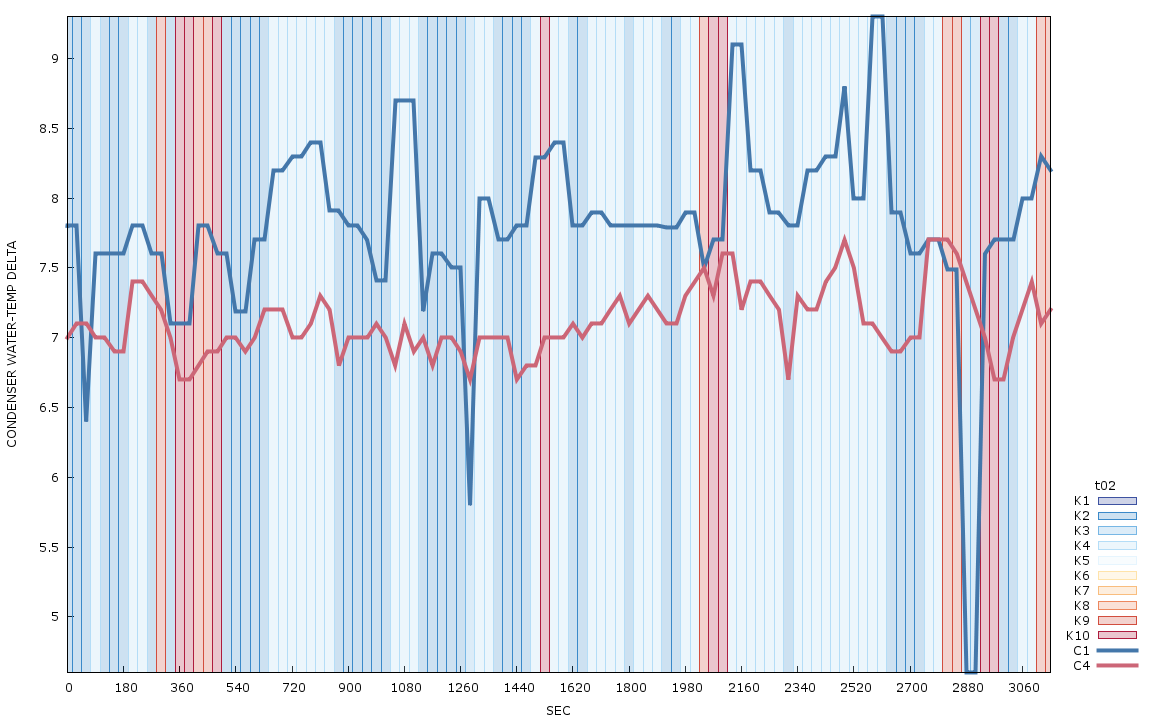 CONDENSER WATER-TEMP DELTA
9
8.5
8
7.5
7
6.5
6
5.5
5
0 180 360 540 720 900 1080 1260 1440 1620 1800 1980 2160 2340 2520 2700 2880 3060
SEC
t02
K1
K2
K3
K4
K5
K6
K7
K8
K9
K10
C1
C4